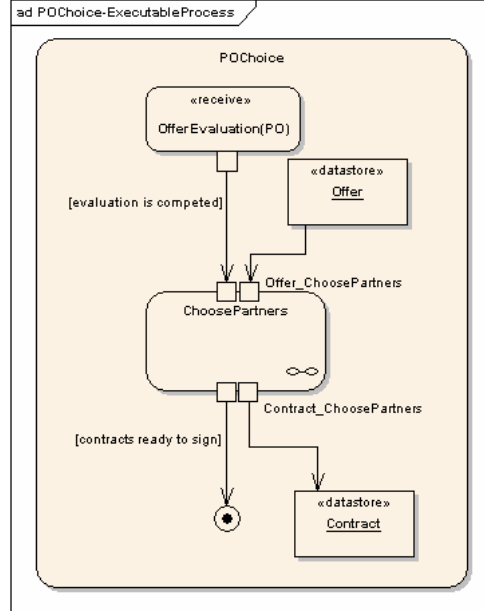 ad POChoice-ExecutableProcess
POChoice
«receive»
OfferEvaluation(PO)
«datastore»
Offer
[evaluation is competed]
Offer_ChoosePartners
ChoosePartners
Contract_ChoosePartners
[contracts ready to sign]
«datastore»
Contract